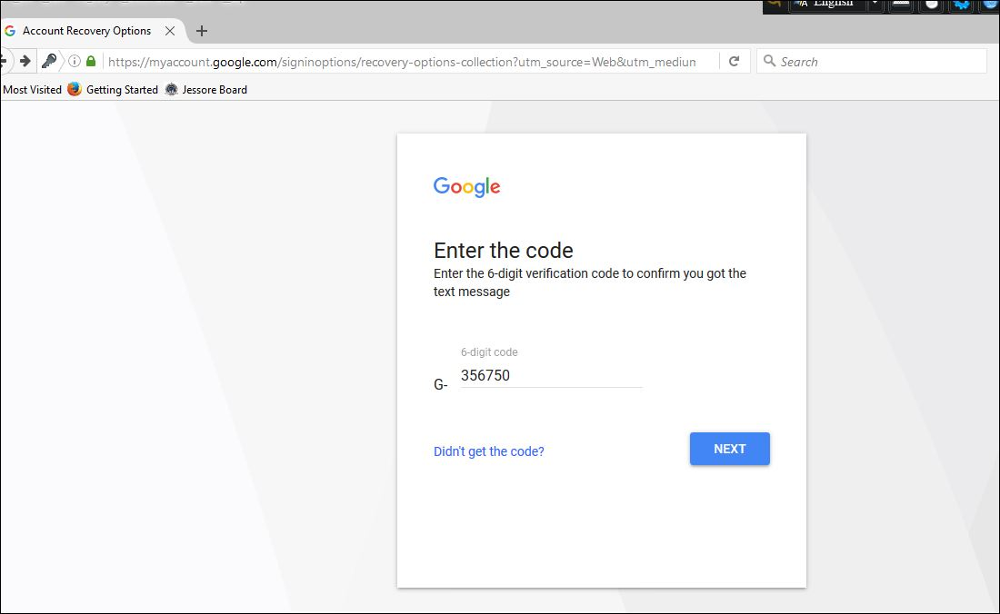 English
Account Recovery Options
https://myaccount.google.com/signinoptions/recovery-options-collection?utm_source=Web&utm_mediun
Search
Most Visited Getting Started Jessore Board
Google
Enter the code
Enter the 6-digit verification code to confirm you got the
text message
6-digit code
G- 356750
Didn't get the code?
NEXT